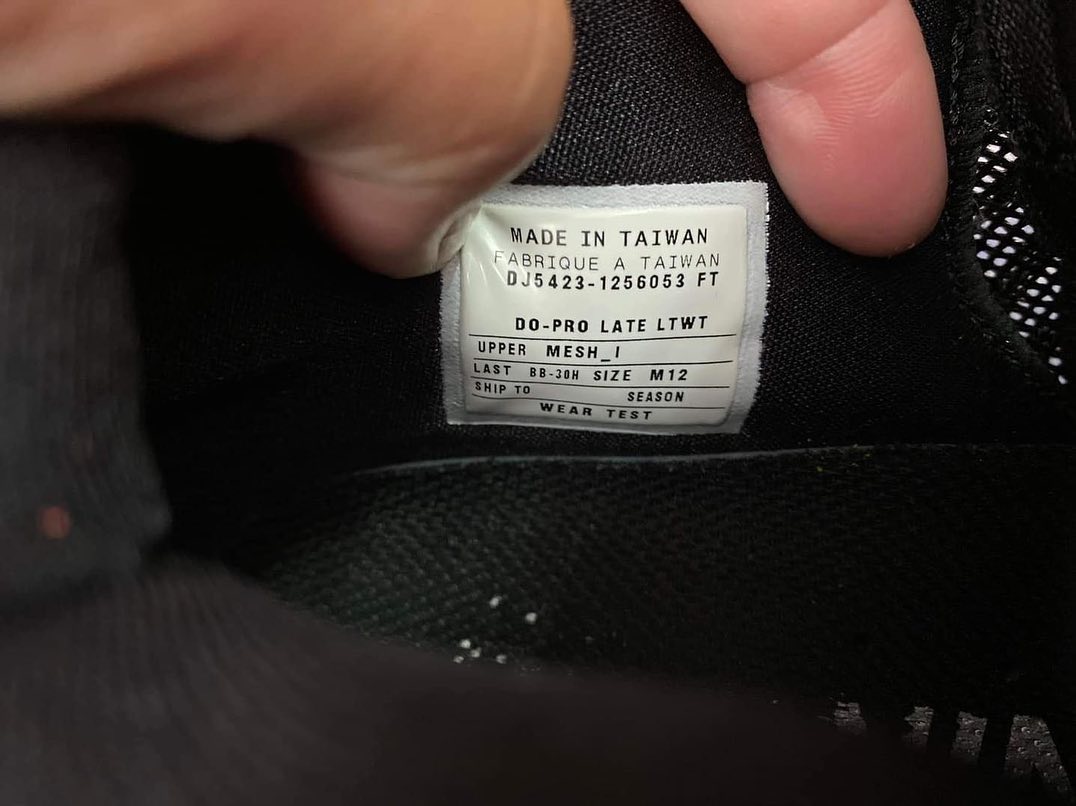 MADE IN TAIWAN
FABRIQUE A TAIWAN
DJ5423-1256053 FT
DO-PRO LATE LTWT
UPPER MESH_I
LAST BB-30H SIZE M12
SHIP TO SEASON
WEAR TEST